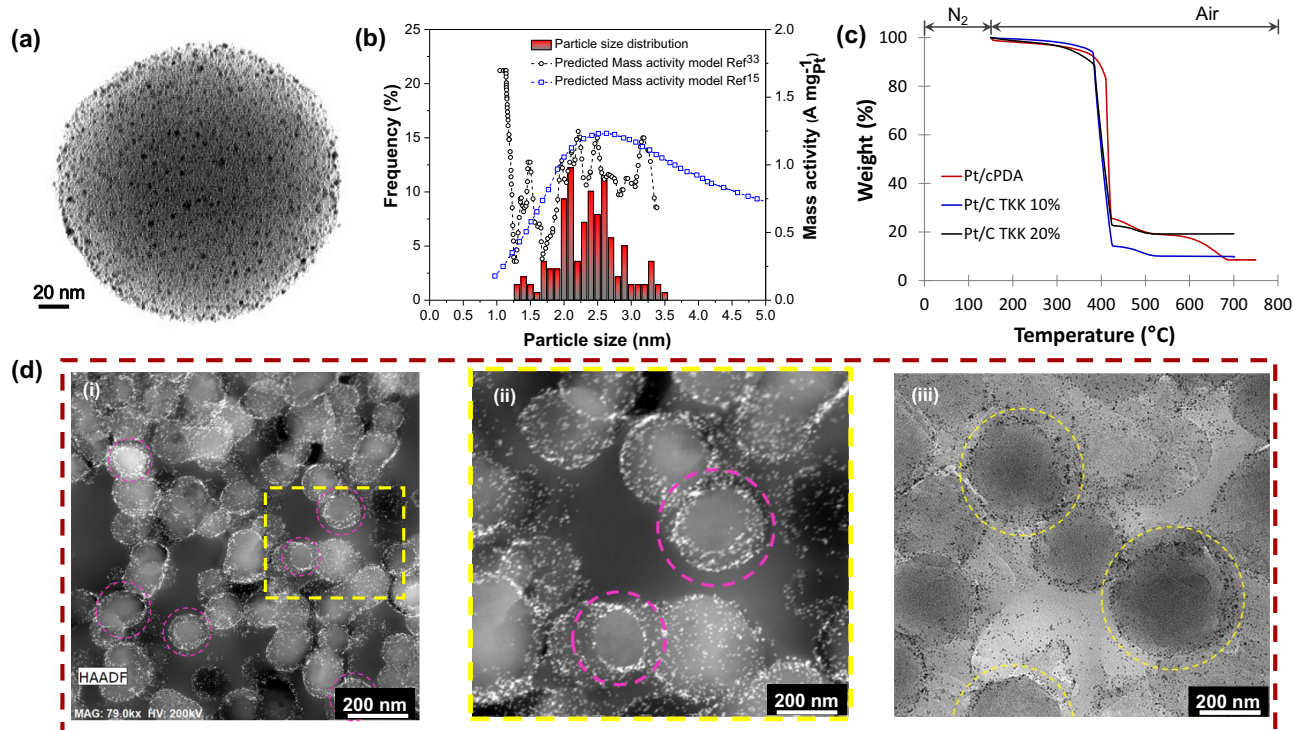 (a)
20 nm
(b)
Particle size distribution
Predicted Mass activity model Ref³³
Predicted Mass activity model Ref¹⁵
Frequency (%)
25
20
15
10
5
0
0.0 0.5 1.0 1.5 2.0 2.5 3.0 3.5 4.0 4.5 5.0
Particle size (nm)
2.0
1.5
1.0
0.5
0.0
Mass activity (A mg⁻¹Pt)
(c)
N₂ Air
Weight (%)
100
80
60
40
20
0
Pt/cPDA
Pt/C TKK 10%
Pt/C TKK 20%
0 100 200 300 400 500 600 700 800
Temperature (°C)
(d)
(i)
HAADF
MAG: 79.0kx HV: 200kV
200 nm
(ii)
200 nm
(iii)
200 nm